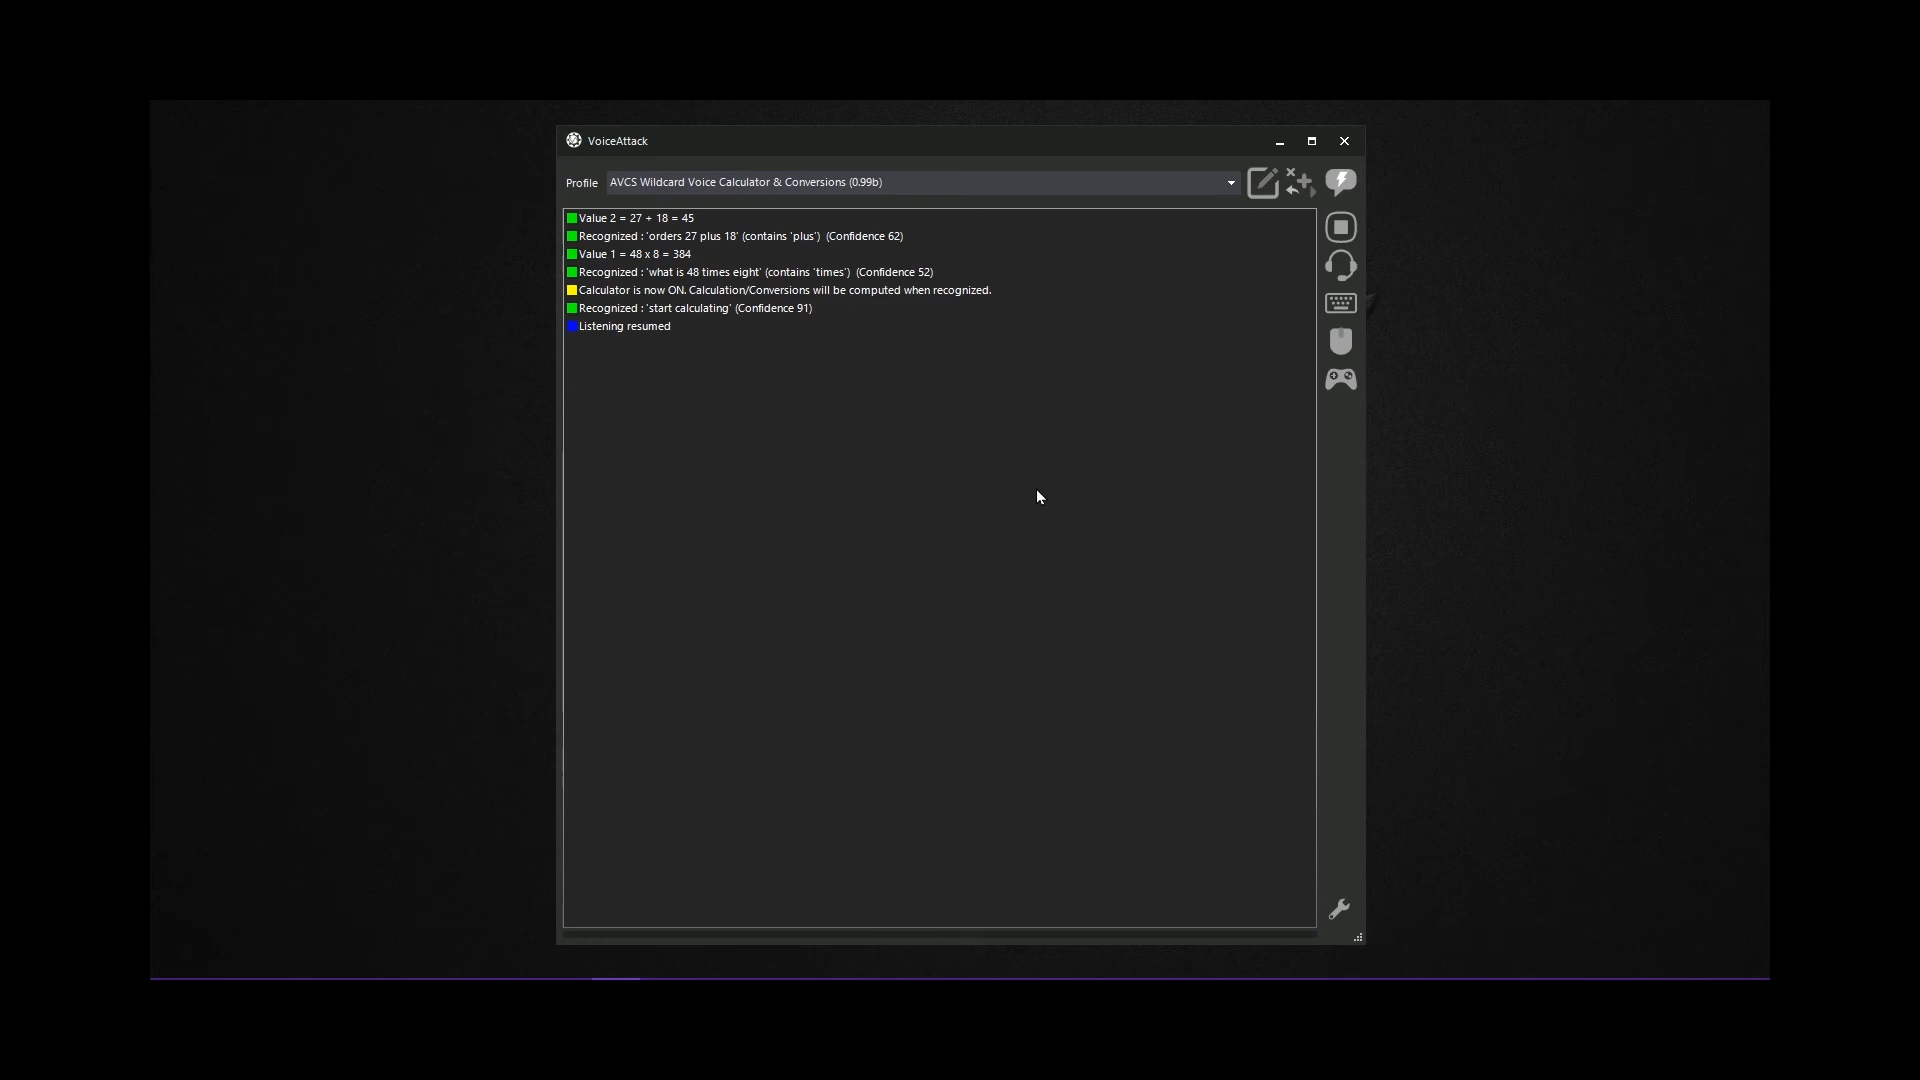 VoiceAttack
Profile AVCS Wildcard Voice Calculator & Conversions (0.99b)
Value 2 = 27 + 18 = 45
Recognized : 'orders 27 plus 18' (contains 'plus') (Confidence 62)
Value 1 = 48 x 8 = 384
Recognized : 'what is 48 times eight' (contains 'times') (Confidence 52)
Calculator is now ON. Calculation/Conversions will be computed when recognized.
Recognized : 'start calculating' (Confidence 91)
Listening resumed